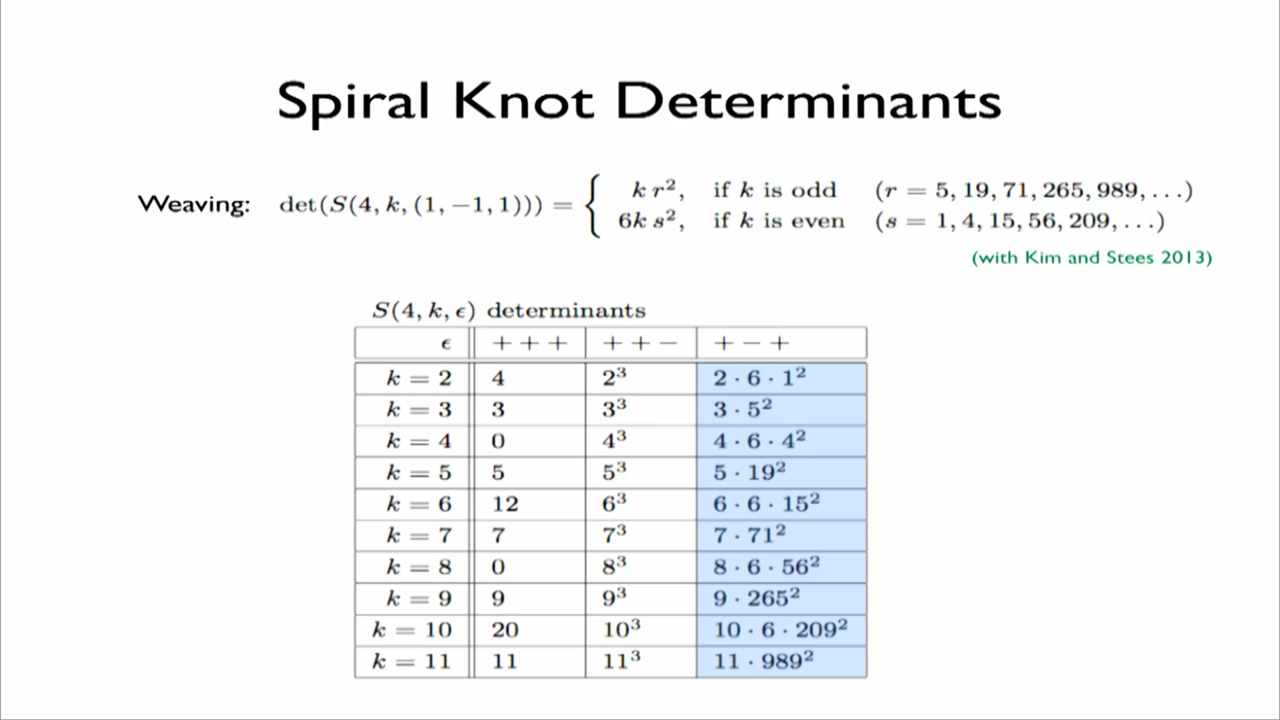 Spiral Knot Determinants
Weaving: det(S(4, k, (1, −1, 1))) = { k r², if k is odd (r = 5, 19, 71, 265, 989, …)
6k s², if k is even (s = 1, 4, 15, 56, 209, …)
(with Kim and Stees 2013)
S(4, k, ϵ) determinants
ϵ + + + + + − + − +
k = 2 4 2³ 2 · 6 · 1²
k = 3 3 3³ 3 · 5²
k = 4 0 4³ 4 · 6 · 4²
k = 5 5 5³ 5 · 19²
k = 6 12 6³ 6 · 6 · 15²
k = 7 7 7³ 7 · 71²
k = 8 0 8³ 8 · 6 · 56²
k = 9 9 9³ 9 · 265²
k = 10 20 10³ 10 · 6 · 209²
k = 11 11 11³ 11 · 989²